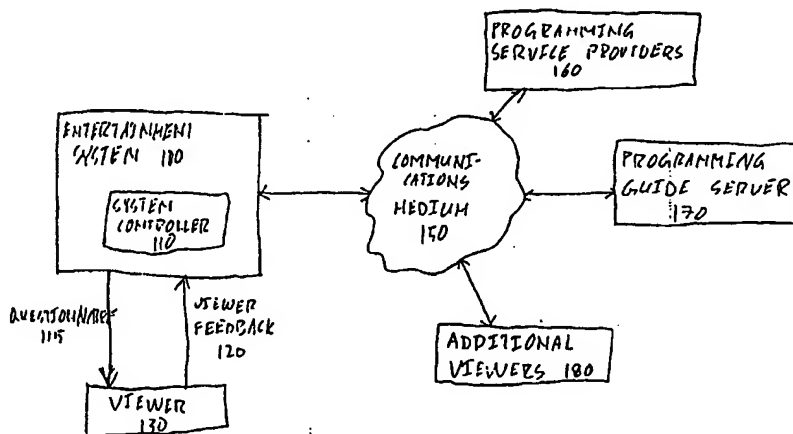 PROGRAMMING
SERVICE PROVIDERS
160
ENTERTAINMENT
SYSTEM 100
SYSTEM
CONTROLLER
110
COMMUNI-
CATIONS
MEDIUM
150
PROGRAMMING
GUIDE SERVER
170
QUESTIONNAIRE
115
VIEWER
FEEDBACK
120
ADDITIONAL
VIEWERS 180
VIEWER
130